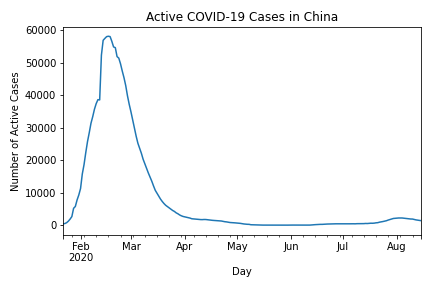 Active COVID-19 Cases in China
60000
50000
40000
30000
20000
10000
0
Number of Active Cases
Feb
2020
Mar
Apr
May
Jun
Jul
Aug
Day